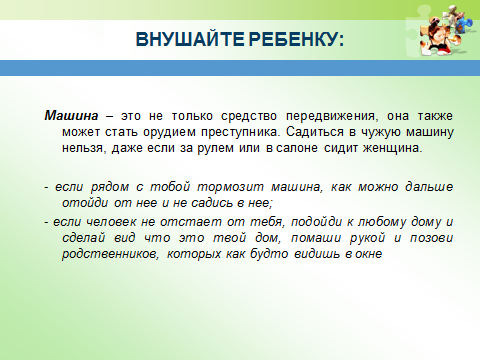 ВНУШАЙТЕ РЕБЕНКУ:
Машина – это не только средство передвижения, она также
может стать орудием преступника. Садиться в чужую машину
нельзя, даже если за рулем или в салоне сидит женщина.
- если рядом с тобой тормозит машина, как можно дальше
отойди от нее и не садись в нее;
- если человек не отстает от тебя, подойди к любому дому и
сделай вид что это твой дом, помаши рукой и позови
родственников, которых как будто видишь в окне